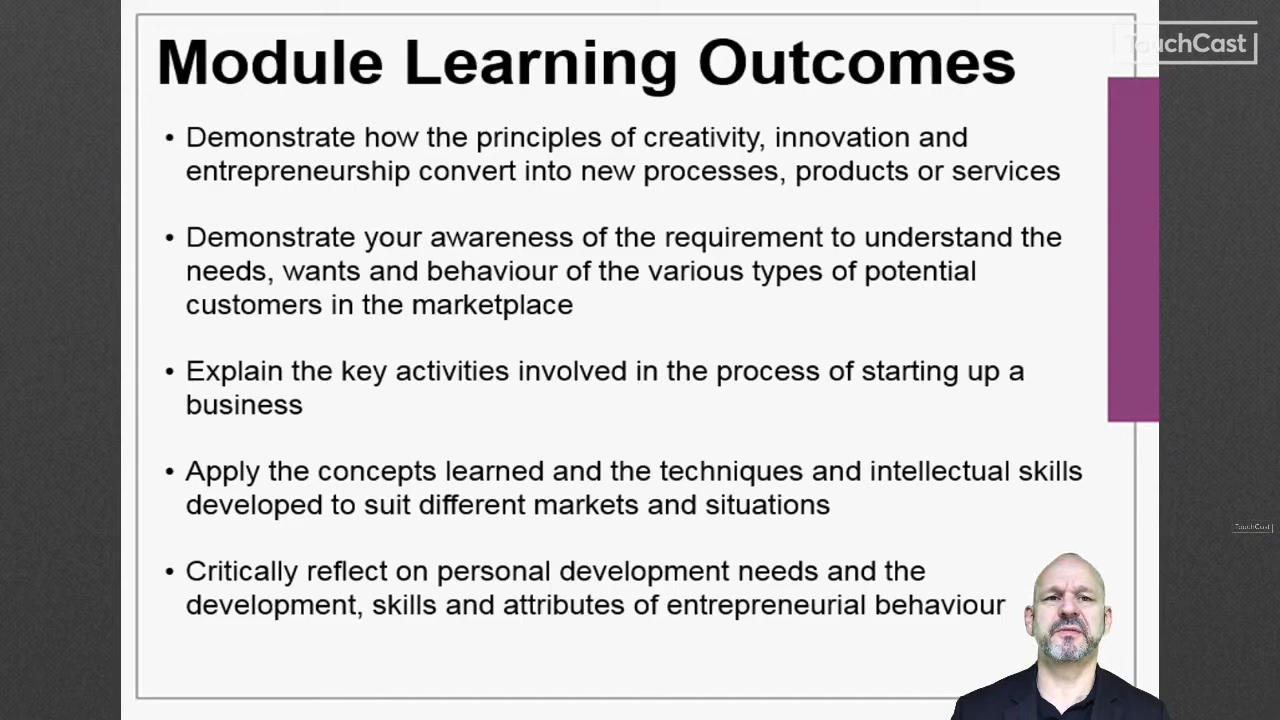 Module Learning Outcomes
TouchCast
• Demonstrate how the principles of creativity, innovation and
entrepreneurship convert into new processes, products or services
• Demonstrate your awareness of the requirement to understand the
needs, wants and behaviour of the various types of potential
customers in the marketplace
• Explain the key activities involved in the process of starting up a
business
• Apply the concepts learned and the techniques and intellectual skills
developed to suit different markets and situations
TouchCast
• Critically reflect on personal development needs and the
development, skills and attributes of entrepreneurial behaviour